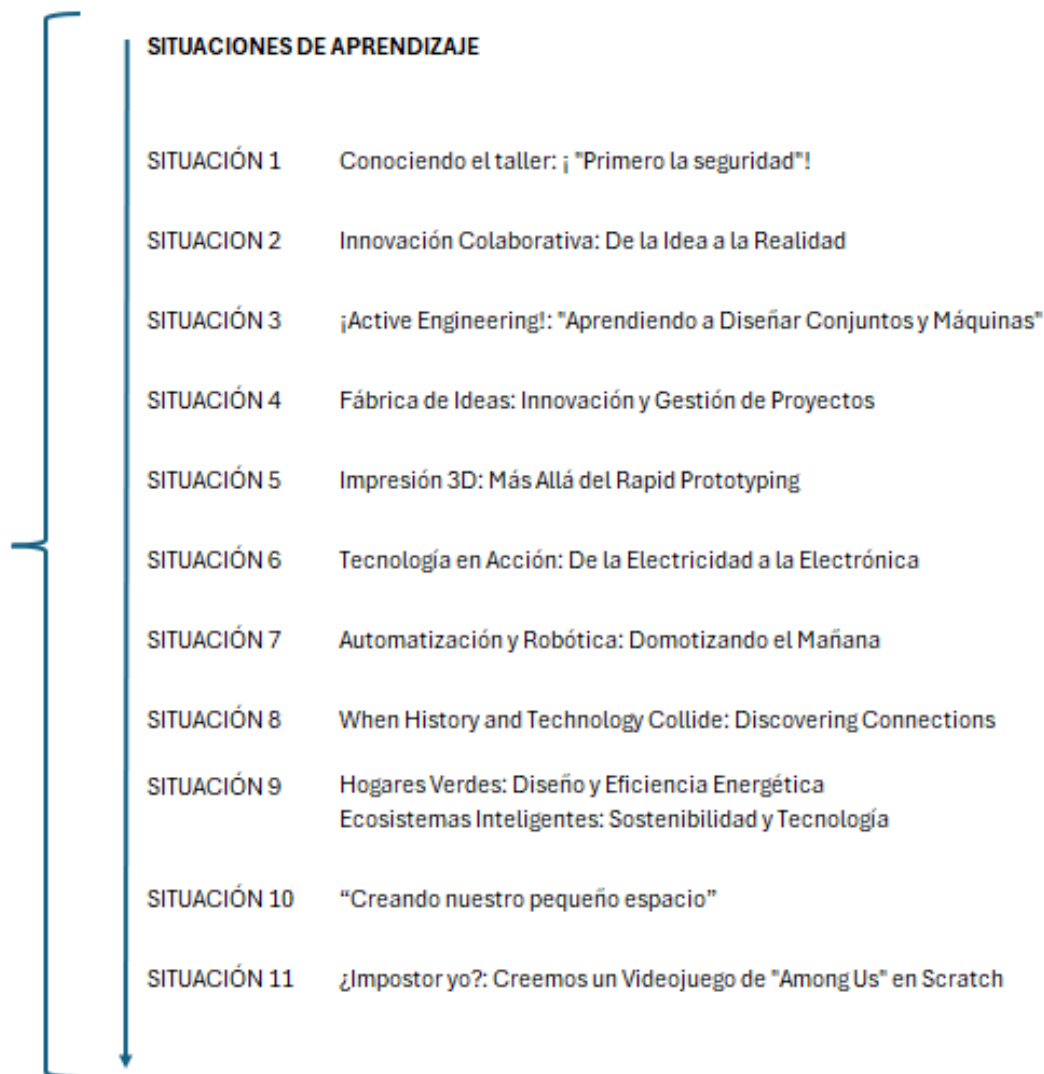 SITUACIONES DE APRENDIZAJE
SITUACIÓN 1 Conociendo el taller: ¡ "Primero la seguridad"!
SITUACION 2 Innovación Colaborativa: De la Idea a la Realidad
SITUACIÓN 3 ¡Active Engineering!: "Aprendiendo a Diseñar Conjuntos y Máquinas"
SITUACIÓN 4 Fábrica de Ideas: Innovación y Gestión de Proyectos
SITUACIÓN 5 Impresión 3D: Más Allá del Rapid Prototyping
SITUACIÓN 6 Tecnología en Acción: De la Electricidad a la Electrónica
SITUACIÓN 7 Automatización y Robótica: Domotizando el Mañana
SITUACIÓN 8 When History and Technology Collide: Discovering Connections
SITUACIÓN 9 Hogares Verdes: Diseño y Eficiencia Energética
Ecosistemas Inteligentes: Sostenibilidad y Tecnología
SITUACIÓN 10 “Creando nuestro pequeño espacio”
SITUACIÓN 11 ¿Impostor yo?: Creemos un Videojuego de "Among Us" en Scratch